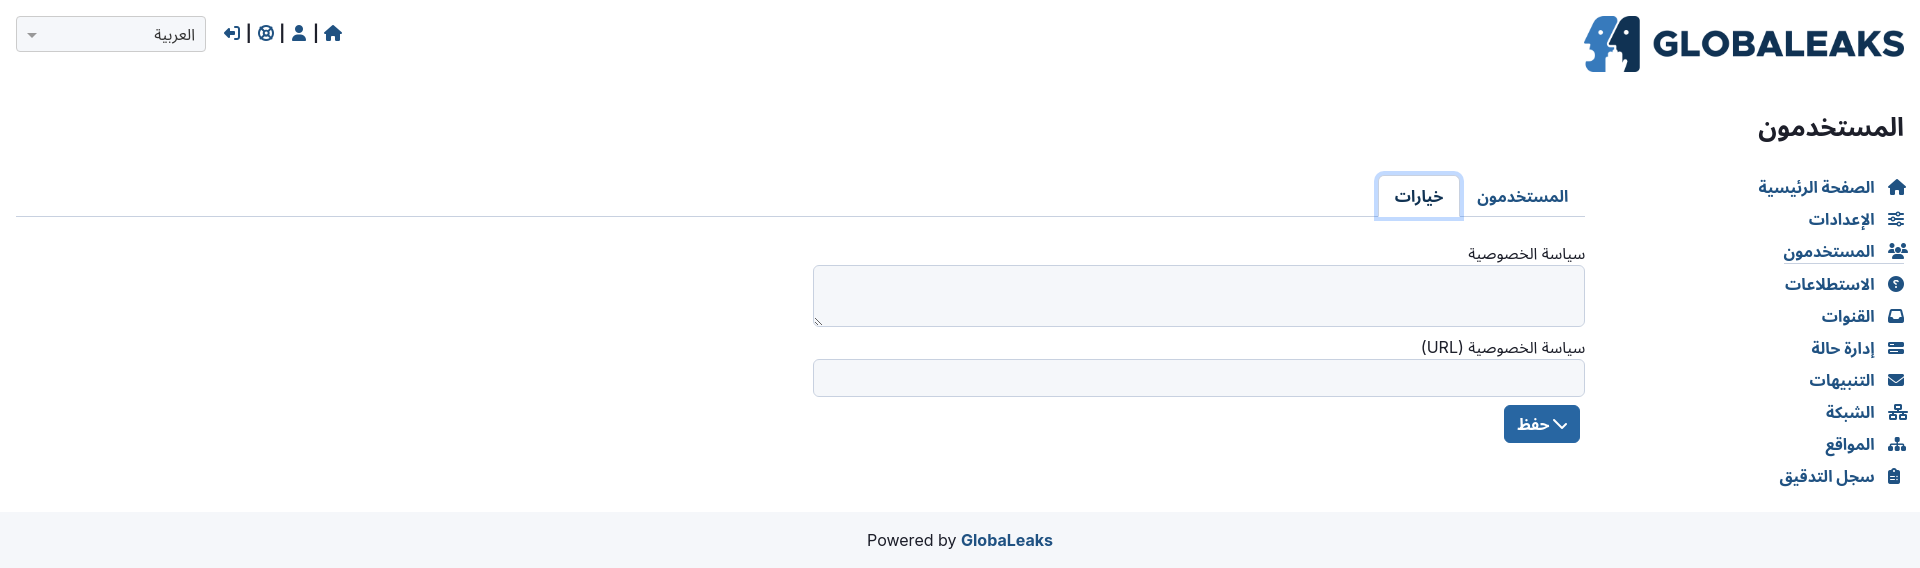 GLOBALEAKS
العربية
المستخدمون
الصفحة الرئيسية
الإعدادات
المستخدمون
الاستطلاعات
القنوات
إدارة حالة
التنبيهات
الشبكة
المواقع
سجل التدقيق
المستخدمون
خيارات
سياسة الخصوصية
سياسة الخصوصية (URL)
حفظ
Powered by GlobaLeaks